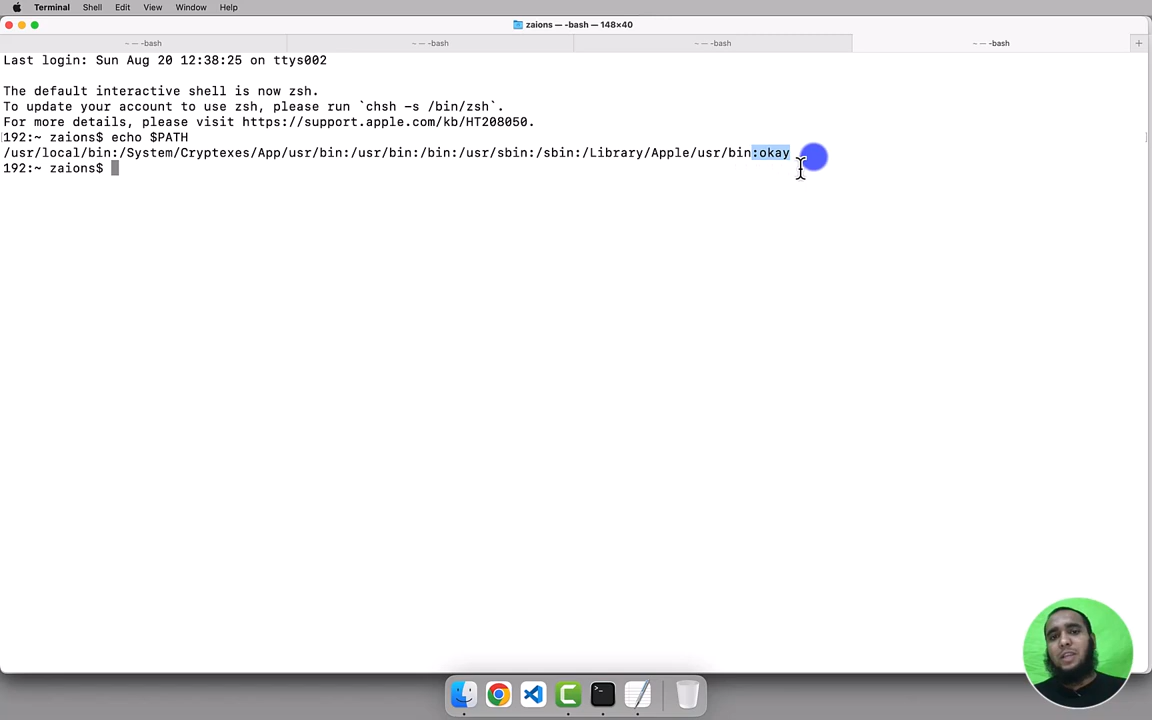 Terminal Shell Edit View Window Help
zaions — -bash — 148×40
~ — -bash
~ — -bash
~ — -bash
~ — -bash
Last login: Sun Aug 20 12:38:25 on ttys002
The default interactive shell is now zsh.
To update your account to use zsh, please run `chsh -s /bin/zsh`.
For more details, please visit https://support.apple.com/kb/HT208050.
192:~ zaions$ echo $PATH
/usr/local/bin:/System/Cryptexes/App/usr/bin:/usr/bin:/bin:/usr/sbin:/sbin:/Library/Apple/usr/bin:okay
192:~ zaions$